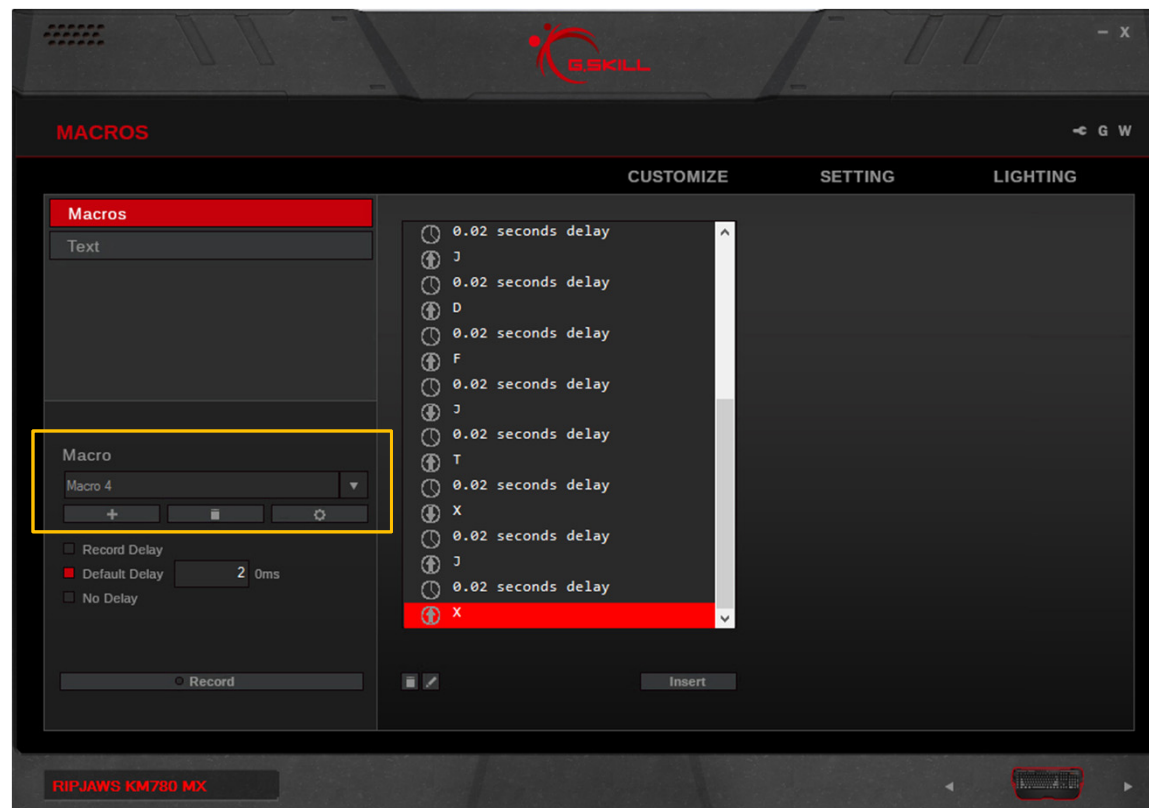 G.SKILL
– X
MACROS
G W
CUSTOMIZE SETTING LIGHTING
Macros
Text
Macro
Macro 4
Record Delay
Default Delay 2 0ms
No Delay
Record
0.02 seconds delay
J
0.02 seconds delay
D
0.02 seconds delay
F
0.02 seconds delay
J
0.02 seconds delay
T
0.02 seconds delay
X
0.02 seconds delay
J
0.02 seconds delay
X
Insert
RIPJAWS KM780 MX